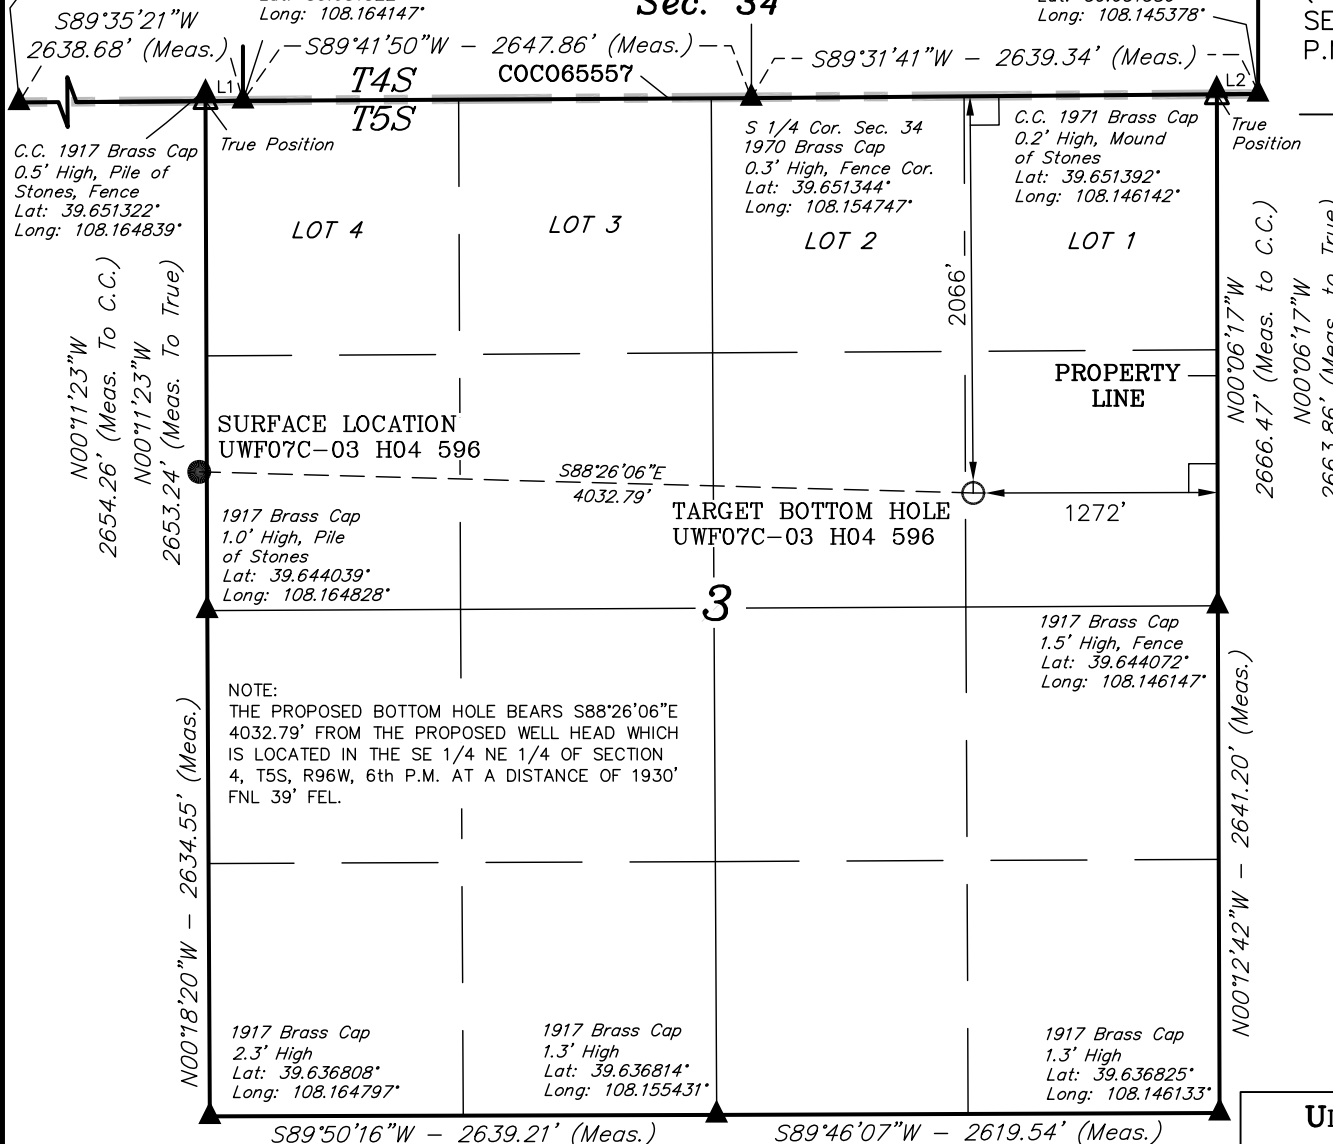 Sec. 34
S89°35'21"W
2638.68' (Meas.)
Long: 108.164147°
S89°41'50"W - 2647.86' (Meas.)
COC065557
Long: 108.145378°
S89°31'41"W - 2639.34' (Meas.)
SE
P.
T4S
T5S
L1
L2
True Position
True
Position
C.C. 1917 Brass Cap
0.5' High, Pile of
Stones, Fence
Lat: 39.651322°
Long: 108.164839°
S 1/4 Cor. Sec. 34
1970 Brass Cap
0.3' High, Fence Cor.
Lat: 39.651344°
Long: 108.154747°
C.C. 1971 Brass Cap
0.2' High, Mound
of Stones
Lat: 39.651392°
Long: 108.146142°
LOT 4
LOT 3
LOT 2
LOT 1
N00°11'23"W
2654.26' (Meas. To C.C.)
N00°11'23"W
2653.24' (Meas. To True)
2066'
N00°06'17"W
2666.47' (Meas. to C.C.)
N00°06'17"W
2663.86' (Meas. to True)
PROPERTY
LINE
SURFACE LOCATION
UWF07C-03 H04 596
S88°26'06"E
4032.79'
TARGET BOTTOM HOLE
UWF07C-03 H04 596
1272'
1917 Brass Cap
1.0' High, Pile
of Stones
Lat: 39.644039°
Long: 108.164828°
3
1917 Brass Cap
1.5' High, Fence
Lat: 39.644072°
Long: 108.146147°
NOTE:
THE PROPOSED BOTTOM HOLE BEARS S88°26'06"E
4032.79' FROM THE PROPOSED WELL HEAD WHICH
IS LOCATED IN THE SE 1/4 NE 1/4 OF SECTION
4, T5S, R96W, 6th P.M. AT A DISTANCE OF 1930'
FNL 39' FEL.
N00°18'20"W - 2634.55' (Meas.)
N00°12'42"W - 2641.20' (Meas.)
1917 Brass Cap
2.3' High
Lat: 39.636808°
Long: 108.164797°
1917 Brass Cap
1.3' High
Lat: 39.636814°
Long: 108.155431°
1917 Brass Cap
1.3' High
Lat: 39.636825°
Long: 108.146133°
S89°50'16"W - 2639.21' (Meas.)
S89°46'07"W - 2619.54' (Meas.)